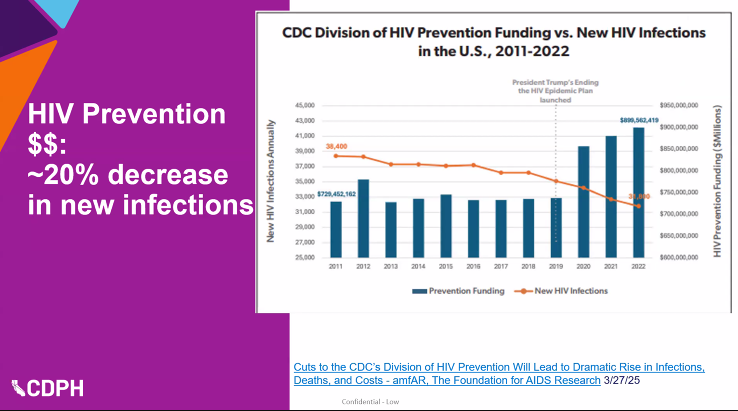 HIV Prevention
$$:
~20% decrease
in new infections
CDPH
CDC Division of HIV Prevention Funding vs. New HIV Infections
in the U.S., 2011-2022
President Trump's Ending
the HIV Epidemic Plan
launched
New HIV Infections Annually
45,000
43,000
41,000
39,000
37,000
35,000
33,000
31,000
29,000
27,000
25,000
38,400
$729,452,162
$899,562,419
$950,000,000
$900,000,000
$850,000,000
$800,000,000
$750,000,000
$700,000,000
$650,000,000
$600,000,000
HIV Prevention Funding ($Millions)
2011 2012 2013 2014 2015 2016 2017 2018 2019 2020 2021 2022
Prevention Funding New HIV Infections
Cuts to the CDC's Division of HIV Prevention Will Lead to Dramatic Rise in Infections,
Deaths, and Costs - amfAR, The Foundation for AIDS Research 3/27/25
Confidential - Low